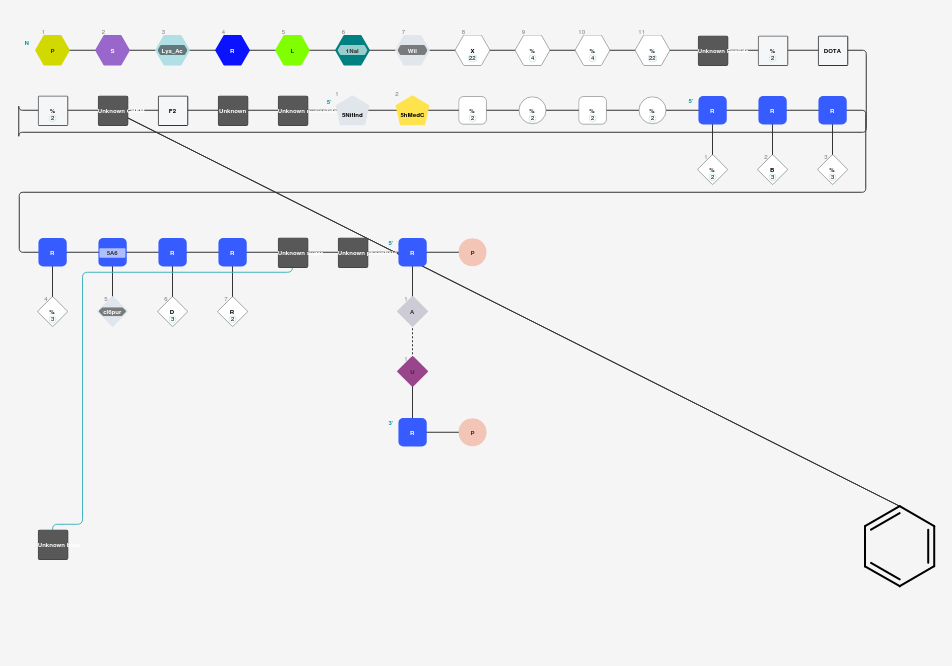 1 2 3 4 5 6 7 8 9 10 11
N P S Lys_Ac R L 1Nal Wil X 22 % 4 % 4 % 22 Unknown % 2 DOTA
1 2
5' 5'
% 2 Unknown F2 Unknown Unknown 5NitInd 5hMedC % 2 % 2 % 2 % 2 R R R
1 2 3
% 2 B 3 % 3
5'
R 5A6 R R Unknown Unknown R P
4 5 6 7 1
% 3 cl6pur D 3 R 2 A
U
3' R P
Unknown